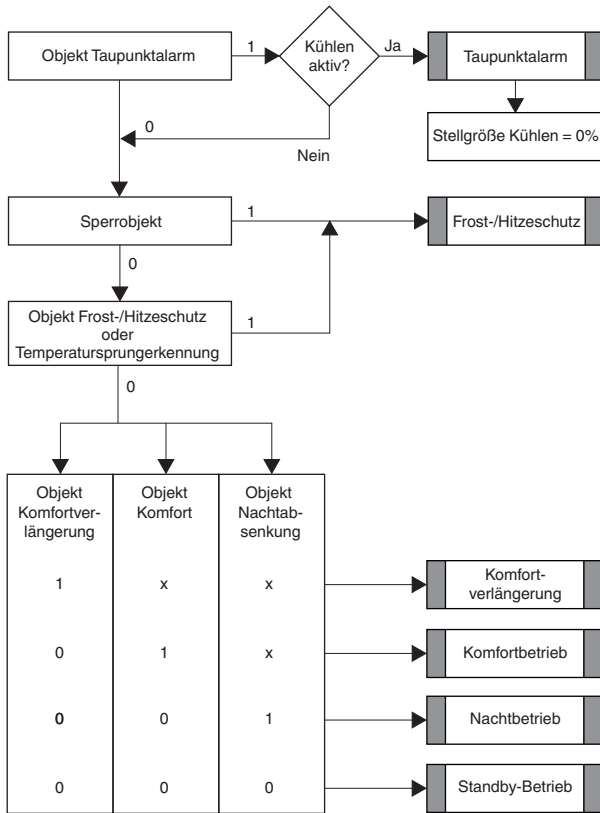 Objekt Taupunktalarm
1
Kühlen
aktiv?
Ja
Taupunktalarm
0
Nein
Stellgröße Kühlen = 0%
Sperrobjekt
1
Frost-/Hitzeschutz
0
Objekt Frost-/Hitzeschutz
oder
Temperatursprungerkennung
1
0
Objekt
Komfortver-
längerung
Objekt
Komfort
Objekt
Nachtab-
senkung
1 x x
Komfort-
verlängerung
0 1 x
Komfortbetrieb
0 0 1
Nachtbetrieb
0 0 0
Standby-Betrieb